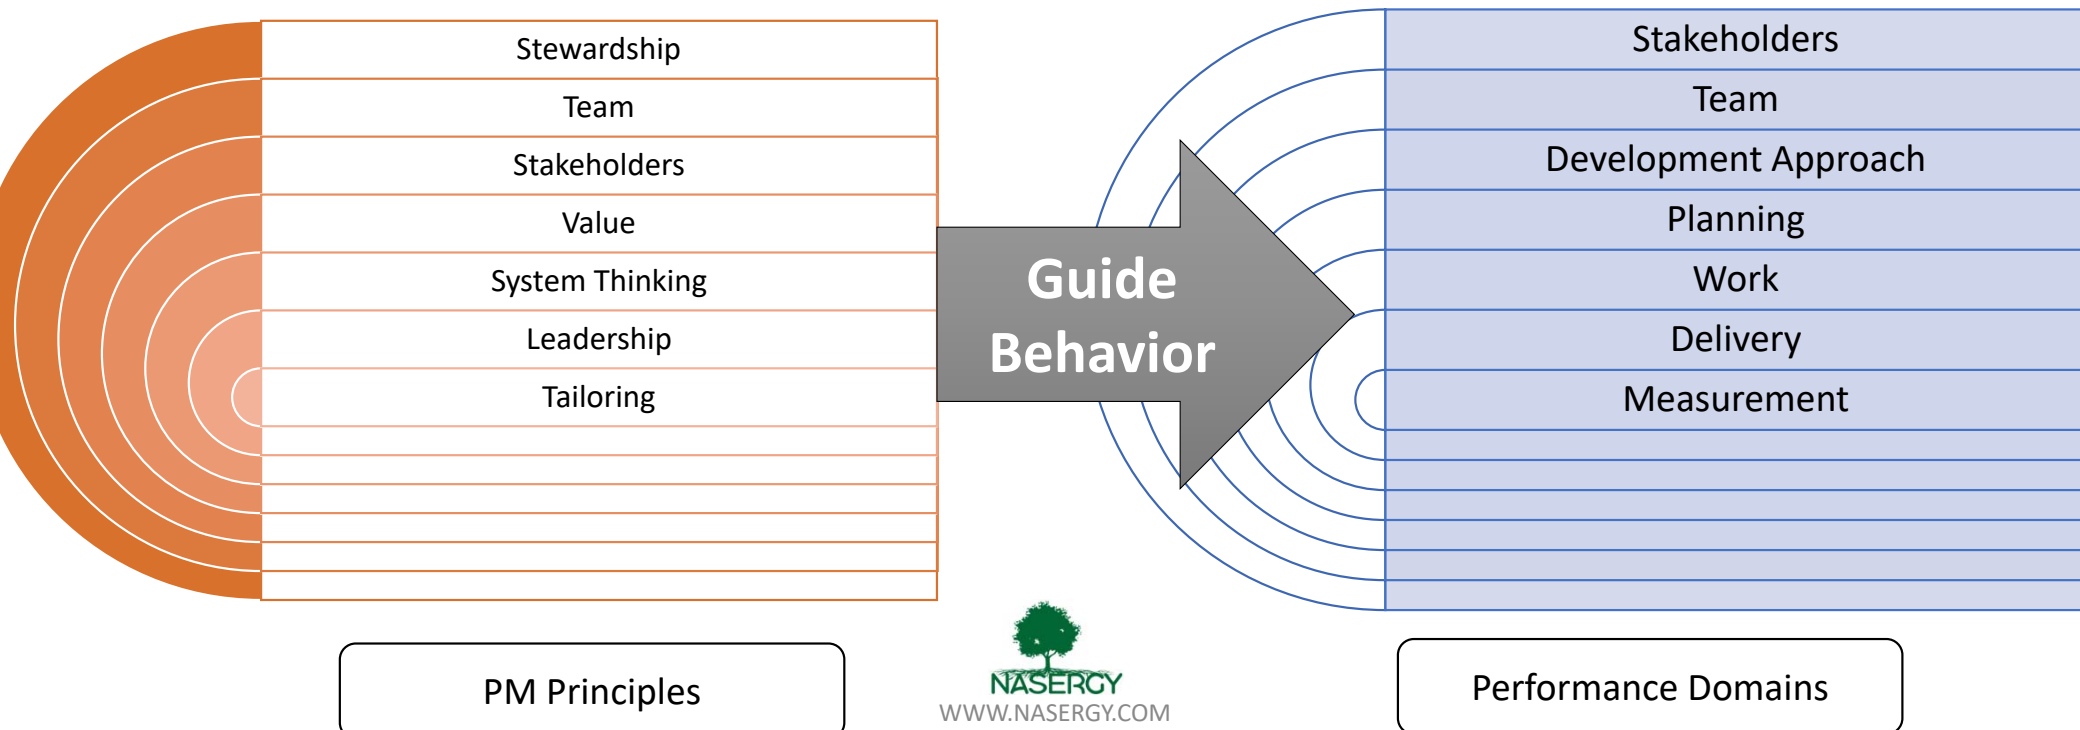 Stewardship
Team
Stakeholders
Value
System Thinking
Leadership
Tailoring
Guide
Behavior
Stakeholders
Team
Development Approach
Planning
Work
Delivery
Measurement
PM Principles
NASERGY
WWW.NASERGY.COM
Performance Domains